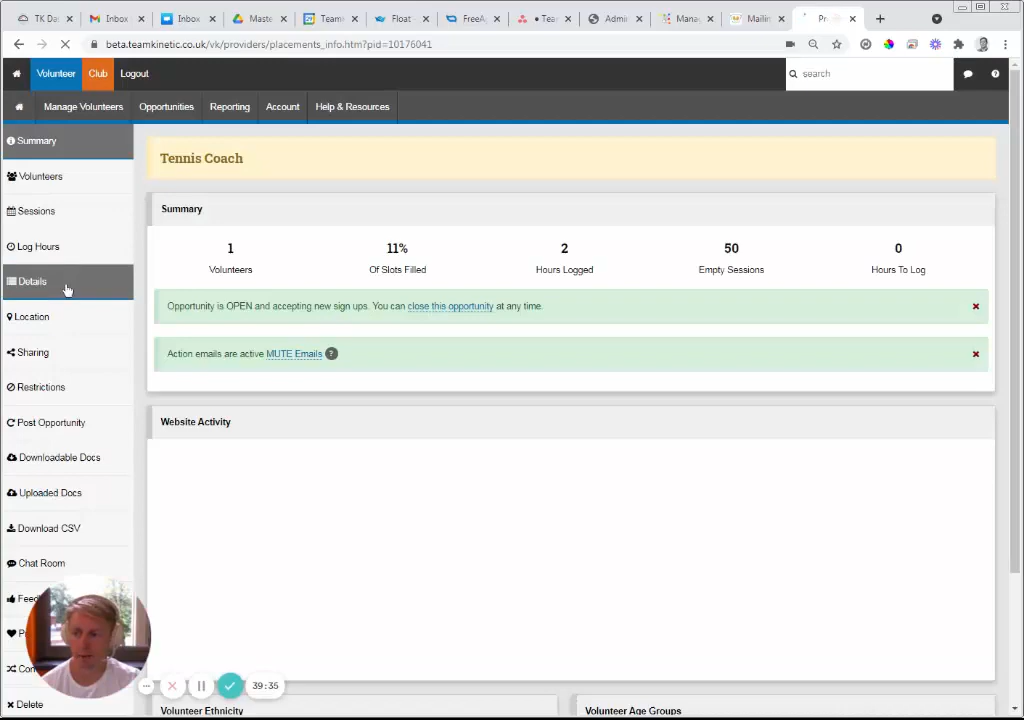 TK Da
Inbox
Inbox
Maste
Team
Float
FreeA
• Tear
Admir
Mana
Mailin
Pr
beta.teamkinetic.co.uk/vk/providers/placements_info.htm?pid=10176041
Volunteer
Club
Logout
search
Manage Volunteers
Opportunities
Reporting
Account
Help & Resources
Summary
Volunteers
Sessions
Log Hours
Details
Location
Sharing
Restrictions
Post Opportunity
Downloadable Docs
Uploaded Docs
Download CSV
Chat Room
Feed
Con
Delete
Tennis Coach
Summary
1
11%
2
50
0
Volunteers
Of Slots Filled
Hours Logged
Empty Sessions
Hours To Log
Opportunity is OPEN and accepting new sign ups. You can close this opportunity at any time.
Action emails are active MUTE Emails ?
Website Activity
39:35
Volunteer Ethnicity
Volunteer Age Groups